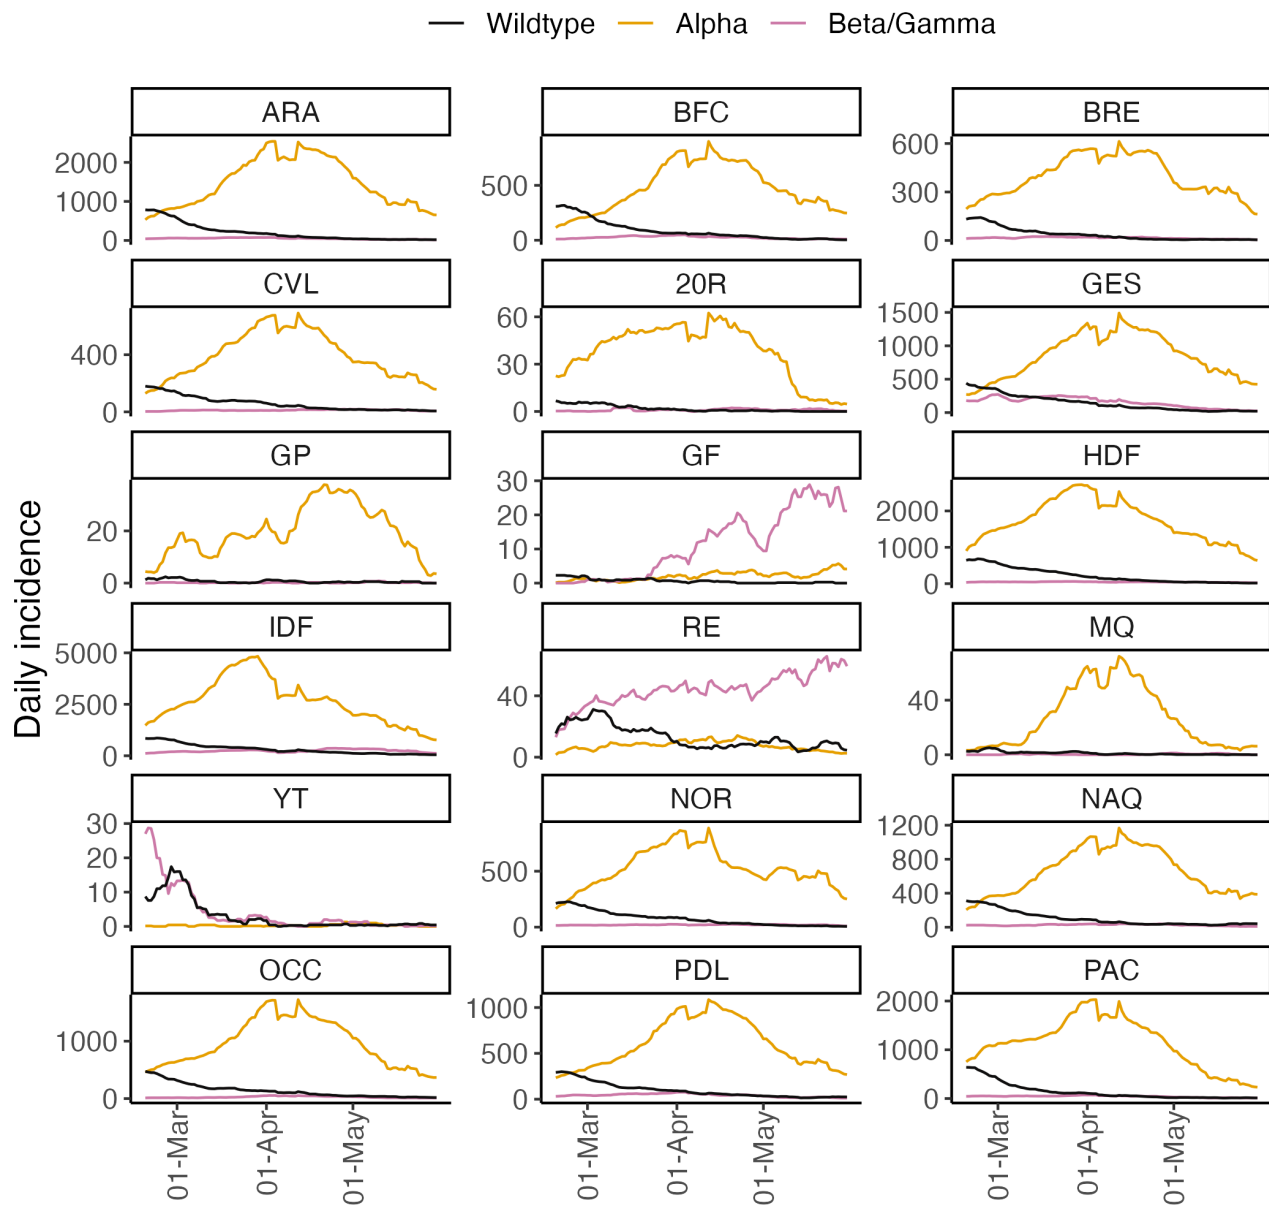 Wildtype Alpha Beta/Gamma
ARA BFC BRE
2000 1000 0
500 0
600 300 0
CVL 20R GES
400 0
60 30 0
1500 1000 500 0
GP GF HDF
20 0
30 20 10 0
2000 1000 0
Daily incidence
IDF RE MQ
5000 2500 0
40 0
40 0
YT NOR NAQ
30 20 10 0
500 0
1200 800 400 0
OCC PDL PAC
1000 0
1000 500 0
2000 1000 0
01-Mar 01-Apr 01-May 01-Mar 01-Apr 01-May 01-Mar 01-Apr 01-May